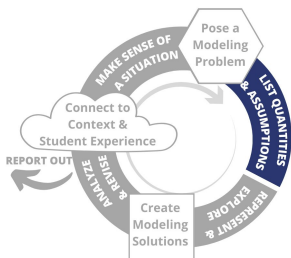 Pose a
Modeling
Problem
MAKE SENSE OF
A SITUATION
LIST QUANTITIES
& ASSUMPTIONS
Connect to
Context &
Student Experience
REPORT OUT
ANALYZE
& REVISE
REPRESENT &
EXPLORE
Create
Modeling
Solutions